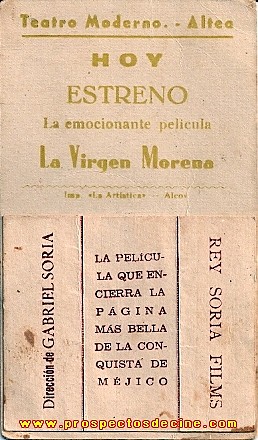 Teatro Moderno. - Altea
HOY
ESTRENO
La emocionante película
La Virgen Morena
Imp. «La Artística» — Alcoy
Dirección de GABRIEL SORIA
LA PELÍCU-
LA QUE EN-
CIERRA LA
PÁGINA
MÁS BELLA
DE LA CON-
QUISTA DE
MÉJICO
REY SORIA FILMS
www.prospectosdecine.com